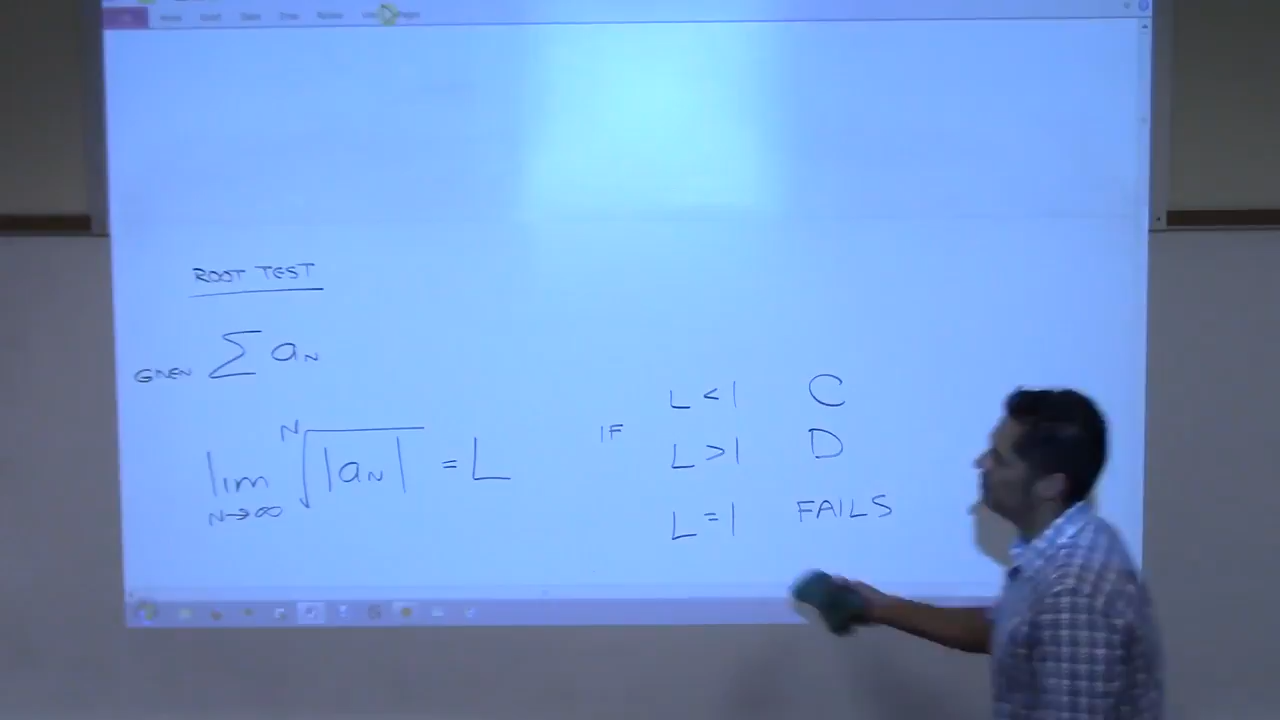 ROOT TEST
GIVEN ∑ aN
lim N→∞ N√|aN| = L
IF
L < 1 C
L > 1 D
L = 1 FAILS